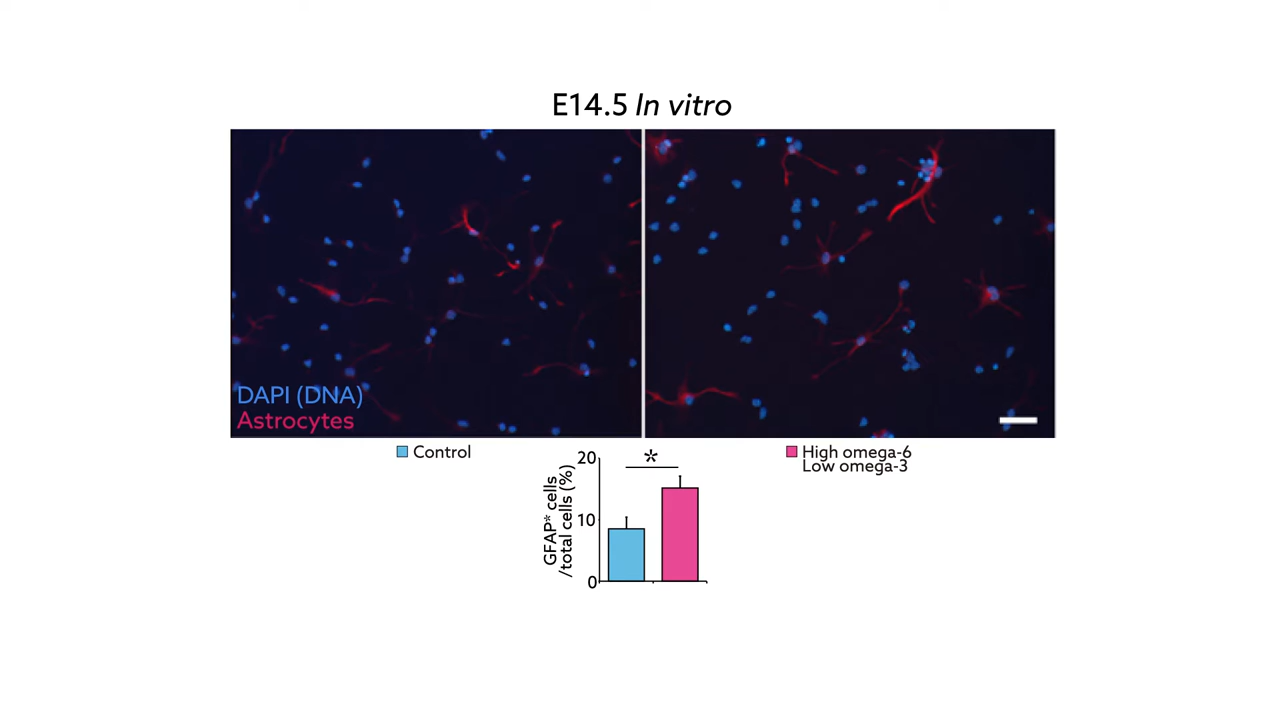 E14.5 In vitro
DAPI (DNA)
Astrocytes
Control
High omega-6
Low omega-3
GFAP* cells
/total cells (%)
20
10
0
*